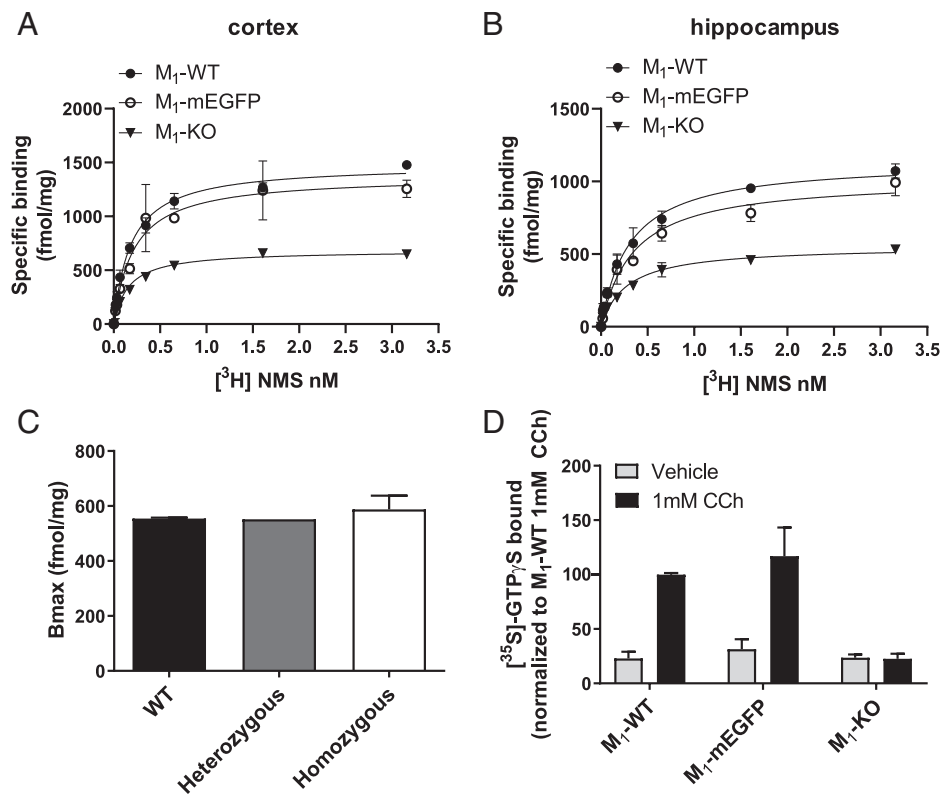 A
cortex
M₁-WT
M₁-mEGFP
M₁-KO
Specific binding
(fmol/mg)
2000
1500
1000
500
0
0.0 0.5 1.0 1.5 2.0 2.5 3.0 3.5
[³H] NMS nM
B
hippocampus
M₁-WT
M₁-mEGFP
M₁-KO
Specific binding
(fmol/mg)
1500
1000
500
0
0.0 0.5 1.0 1.5 2.0 2.5 3.0 3.5
[³H] NMS nM
C
Bmax (fmol/mg)
800
600
400
200
0
WT
Heterozygous
Homozygous
D
[³⁵S]-GTPγS bound
(normalized to M₁-WT 1mM CCh)
Vehicle
1mM CCh
200
150
100
50
0
M₁-WT
M₁-mEGFP
M₁-KO